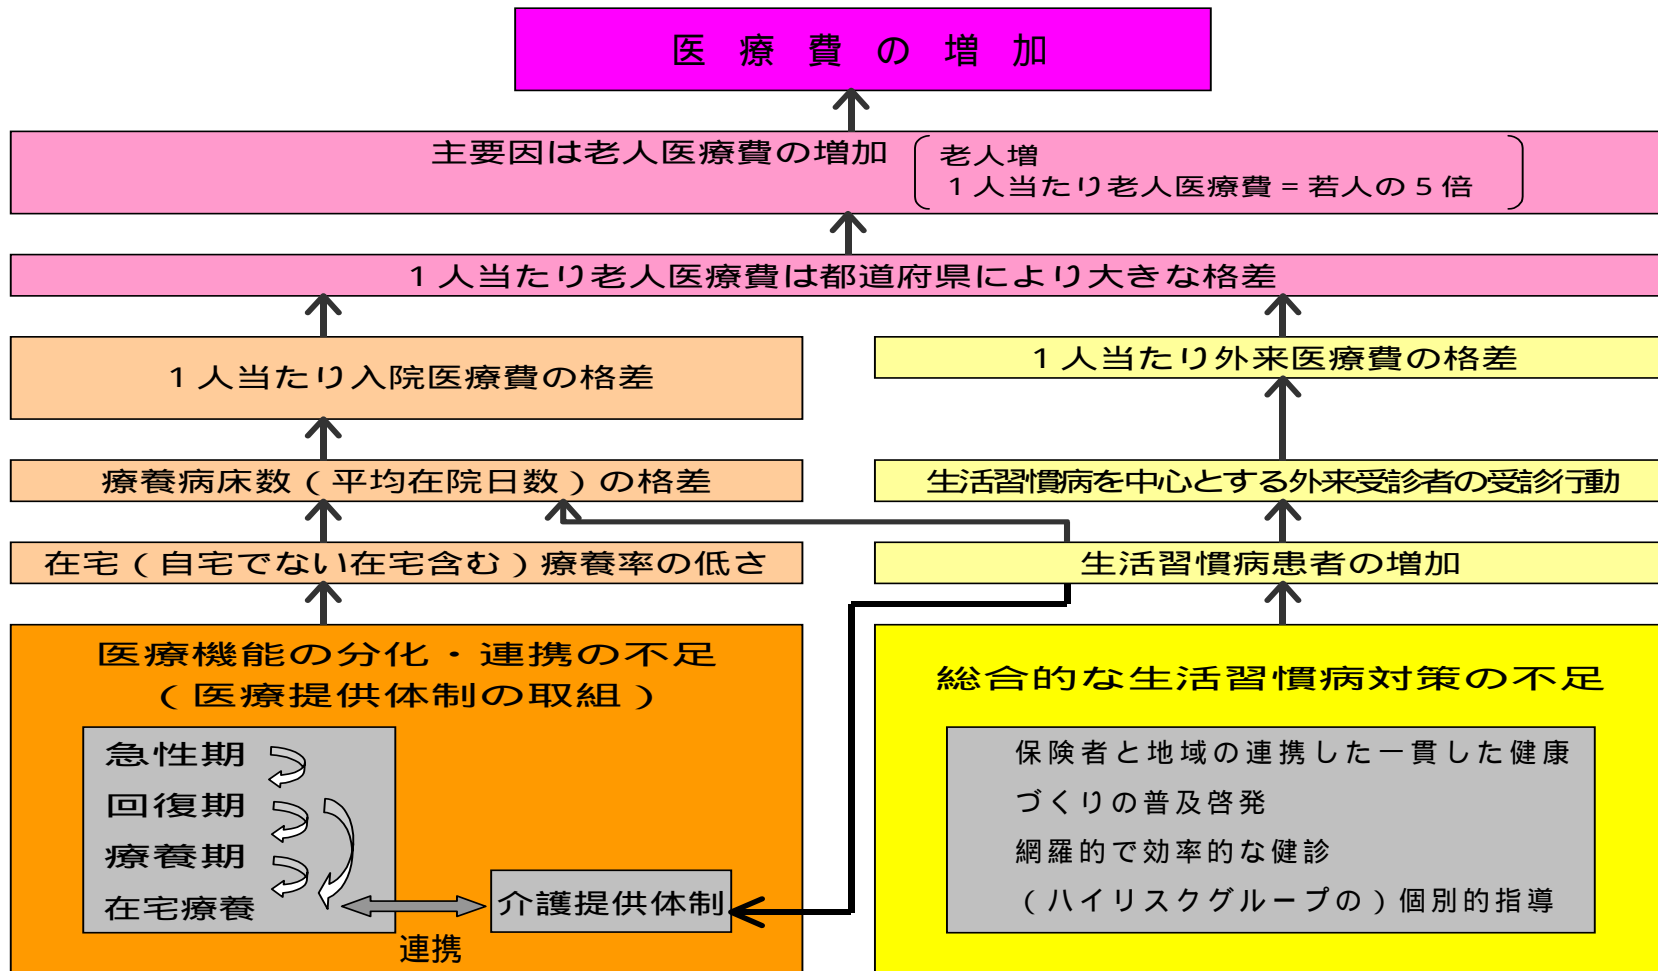 医療費の増加
主要因は老人医療費の増加
老人増
１人当たり老人医療費＝若人の５倍
１人当たり老人医療費は都道府県により大きな格差
１人当たり入院医療費の格差
１人当たり外来医療費の格差
療養病床数（平均在院日数）の格差
生活習慣病を中心とする外来受診者の受診行動
在宅（自宅でない在宅含む）療養率の低さ
生活習慣病患者の増加
医療機能の分化・連携の不足
（医療提供体制の取組）
急性期
回復期
療養期
在宅療養
介護提供体制
連携
総合的な生活習慣病対策の不足
保険者と地域の連携した一貫した健康
づくりの普及啓発
網羅的で効率的な健診
（ハイリスクグループの）個別的指導